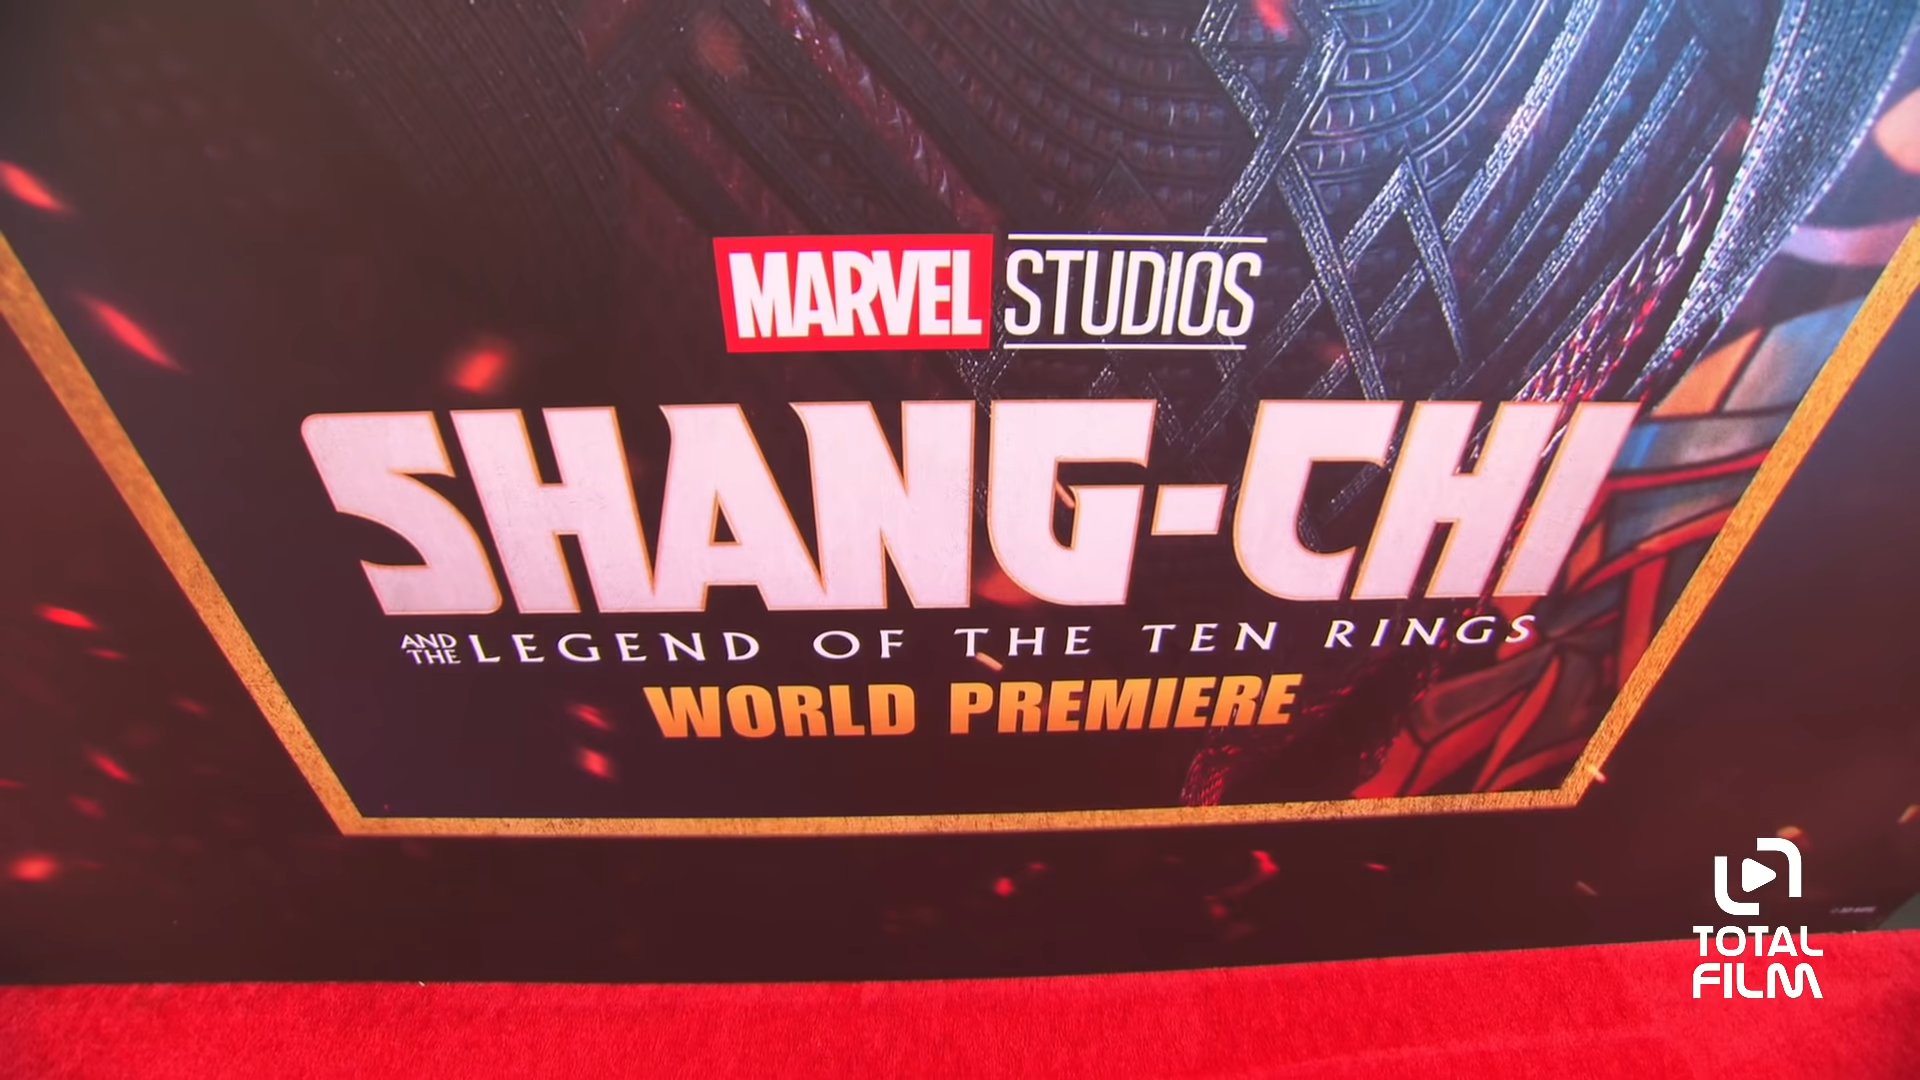 MARVEL STUDIOS
SHANG-CHI
AND THE LEGEND OF THE TEN RINGS
WORLD PREMIERE
TOTAL
FILM